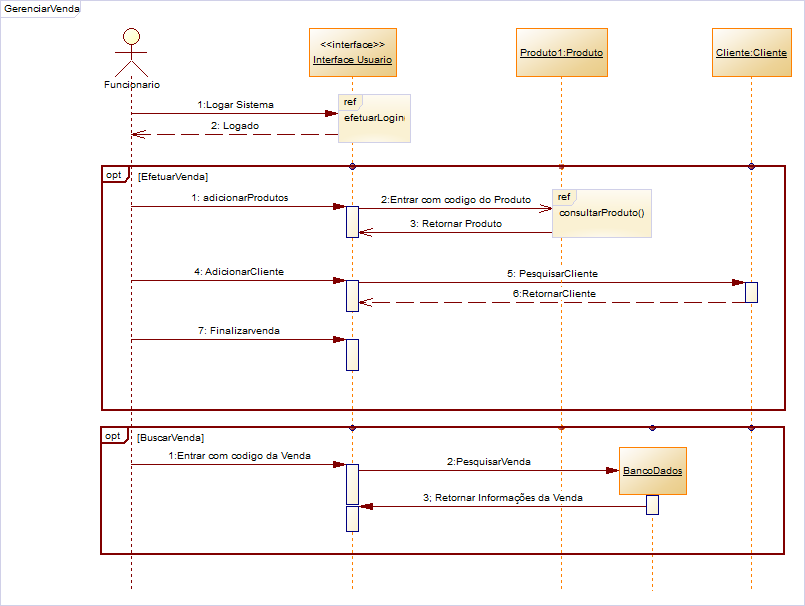 GerenciarVenda
<<interface>>
Interface Usuario
Produto1:Produto
Cliente:Cliente
Funcionario
1:Logar Sistema
ref
efetuarLogin(
2: Logado
opt
[EfetuarVenda]
1: adicionarProdutos
2:Entrar com codigo do Produto
ref
consultarProduto()
3: Retornar Produto
4: AdicionarCliente
5: PesquisarCliente
6:RetornarCliente
7: Finalizarvenda
opt
[BuscarVenda]
1:Entrar com codigo da Venda
2:PesquisarVenda
BancoDados
3; Retornar Informações da Venda